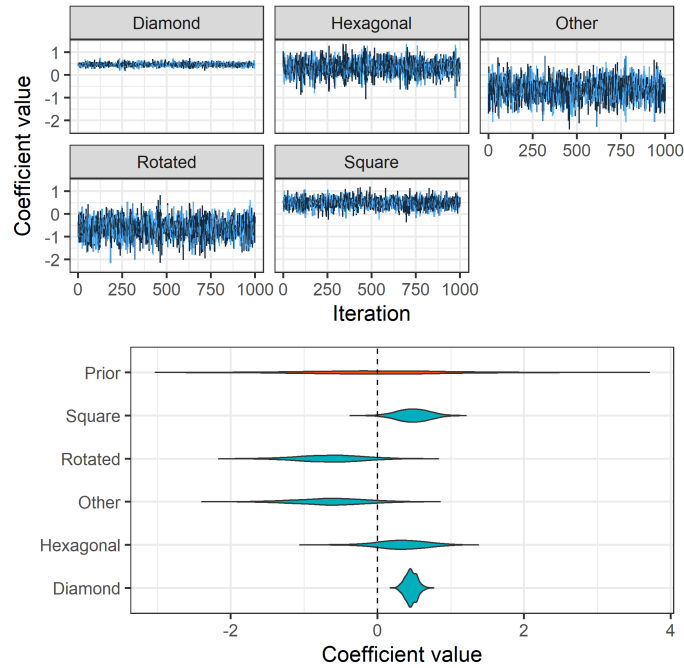 Diamond Hexagonal Other
Coefficient value
1
0
-1
-2
0 250 500 750 1000
Rotated Square
1
0
-1
-2
0 250 500 750 1000 0 250 500 750 1000
Iteration
Prior
Square
Rotated
Other
Hexagonal
Diamond
-2 0 2 4
Coefficient value